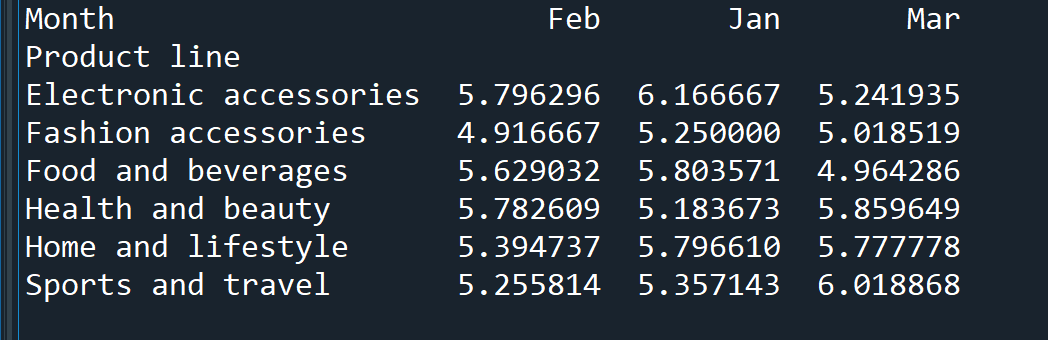 Month Feb Jan Mar
Product line
Electronic accessories 5.796296 6.166667 5.241935
Fashion accessories 4.916667 5.250000 5.018519
Food and beverages 5.629032 5.803571 4.964286
Health and beauty 5.782609 5.183673 5.859649
Home and lifestyle 5.394737 5.796610 5.777778
Sports and travel 5.255814 5.357143 6.018868